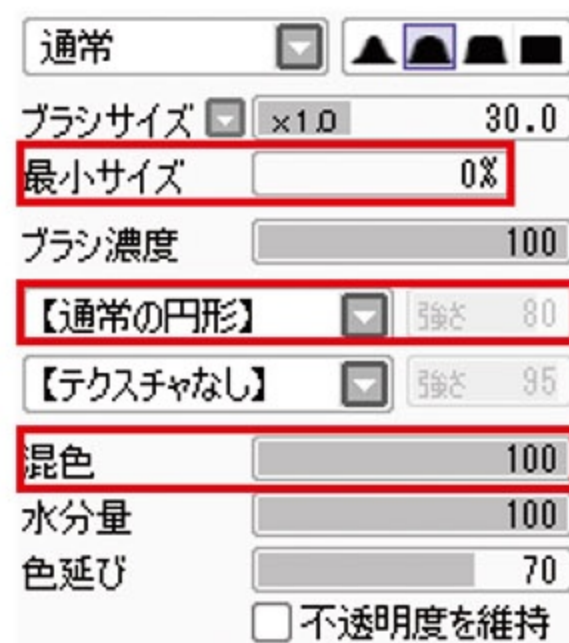 通常
ブラシサイズ ×1.0 30.0
最小サイズ 0%
ブラシ濃度 100
【通常の円形】 強さ 80
【テクスチャなし】 強さ 95
混色 100
水分量 100
色延び 70
不透明度を維持